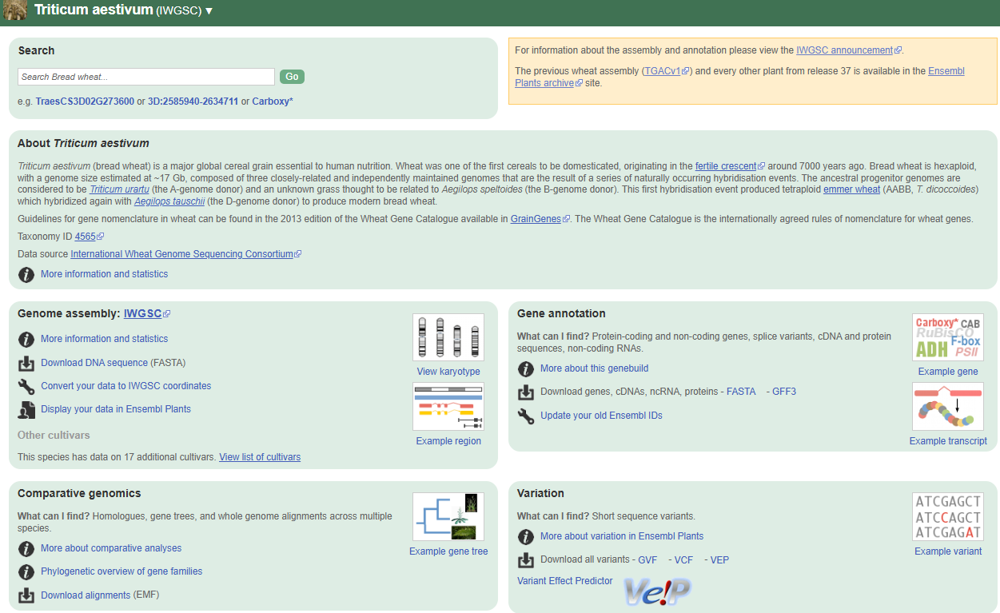 Triticum aestivum (IWGSC) ▼
Search
Search Bread wheat...
Go
e.g. TraesCS3D02G273600 or 3D:2585940-2634711 or Carboxy*
For information about the assembly and annotation please view the IWGSC announcement.
The previous wheat assembly (TGACv1) and every other plant from release 37 is available in the Ensembl
Plants archive site.
About Triticum aestivum
Triticum aestivum (bread wheat) is a major global cereal grain essential to human nutrition. Wheat was one of the first cereals to be domesticated, originating in the fertile crescent around 7000 years ago. Bread wheat is hexaploid,
with a genome size estimated at ~17 Gb, composed of three closely-related and independently maintained genomes that are the result of a series of naturally occurring hybridisation events. The ancestral progenitor genomes are
considered to be Triticum urartu (the A-genome donor) and an unknown grass thought to be related to Aegilops speltoides (the B-genome donor). This first hybridisation event produced tetraploid emmer wheat (AABB, T. dicoccoides)
which hybridized again with Aegilops tauschii (the D-genome donor) to produce modern bread wheat.
Guidelines for gene nomenclature in wheat can be found in the 2013 edition of the Wheat Gene Catalogue available in GrainGenes. The Wheat Gene Catalogue is the internationally agreed rules of nomenclature for wheat genes.
Taxonomy ID 4565
Data source International Wheat Genome Sequencing Consortium
More information and statistics
Genome assembly: IWGSC
More information and statistics
Download DNA sequence (FASTA)
Convert your data to IWGSC coordinates
Display your data in Ensembl Plants
Other cultivars
This species has data on 17 additional cultivars. View list of cultivars
View karyotype
Example region
Gene annotation
What can I find? Protein-coding and non-coding genes, splice variants, cDNA and protein
sequences, non-coding RNAs.
More about this genebuild
Download genes, cDNAs, ncRNA, proteins - FASTA - GFF3
Update your old Ensembl IDs
Carboxy* CAB
RuBisCO
ADH F-box
PSII
Example gene
Example transcript
Comparative genomics
What can I find? Homologues, gene trees, and whole genome alignments across multiple
species.
More about comparative analyses
Phylogenetic overview of gene families
Download alignments (EMF)
Example gene tree
Variation
What can I find? Short sequence variants.
More about variation in Ensembl Plants
Download all variants - GVF - VCF - VEP
Variant Effect Predictor
Ve!P
ATCGAGCT
ATCCAGCT
ATCGAGAT
Example variant